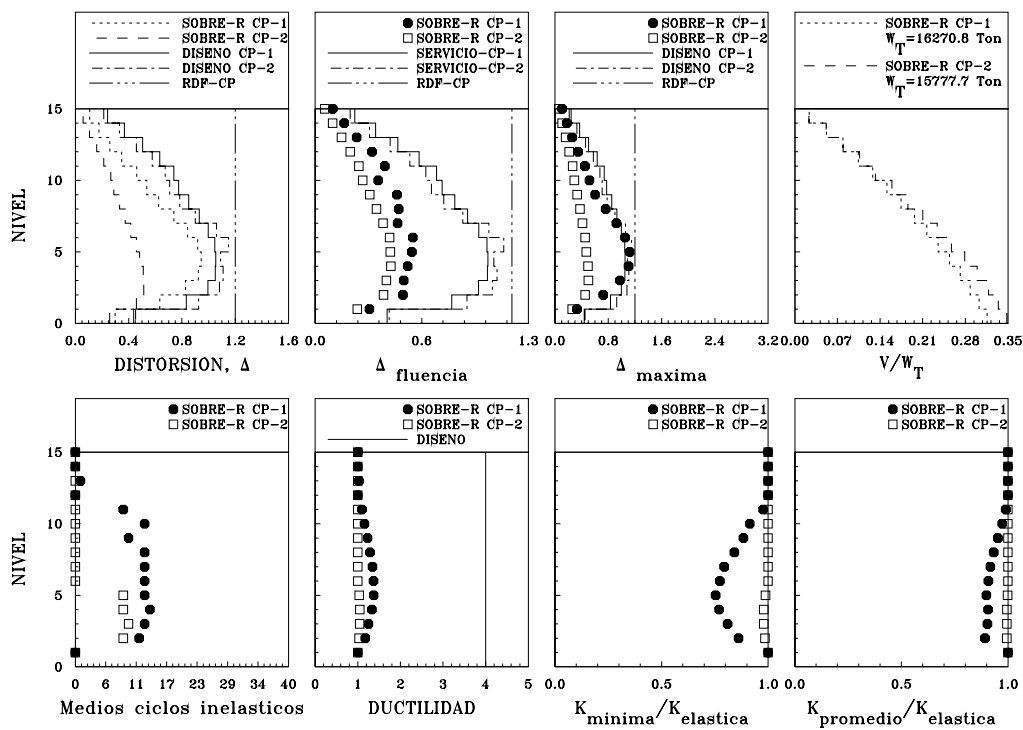 SOBRE-R CP-1
SOBRE-R CP-2
DISENO CP-1
DISENO CP-2
RDF-CP
SOBRE-R CP-1
SOBRE-R CP-2
SERVICIO-CP-1
SERVICIO-CP-2
RDF-CP
SOBRE-R CP-1
SOBRE-R CP-2
DISENO CP-1
DISENO CP-2
RDF-CP
SOBRE-R CP-1
W_T=16270.8 Ton
SOBRE-R CP-2
W_T=15777.7 Ton
NIVEL
15
10
5
0
0.0 0.4 0.8 1.2 1.6
DISTORSION, Δ
0.0 0.6 1.3
Δ fluencia
0.0 0.8 1.6 2.4 3.2
Δ maxima
0.00 0.07 0.14 0.21 0.28 0.35
V/W_T
SOBRE-R CP-1
SOBRE-R CP-2
SOBRE-R CP-1
SOBRE-R CP-2
DISENO
SOBRE-R CP-1
SOBRE-R CP-2
SOBRE-R CP-1
SOBRE-R CP-2
NIVEL
15
10
5
0
0 6 11 17 23 29 34 40
Medios ciclos inelasticos
0 1 2 3 4 5
DUCTILIDAD
0.0 0.5 1.0
K minima/K elastica
0.0 0.5 1.0
K promedio/K elastica